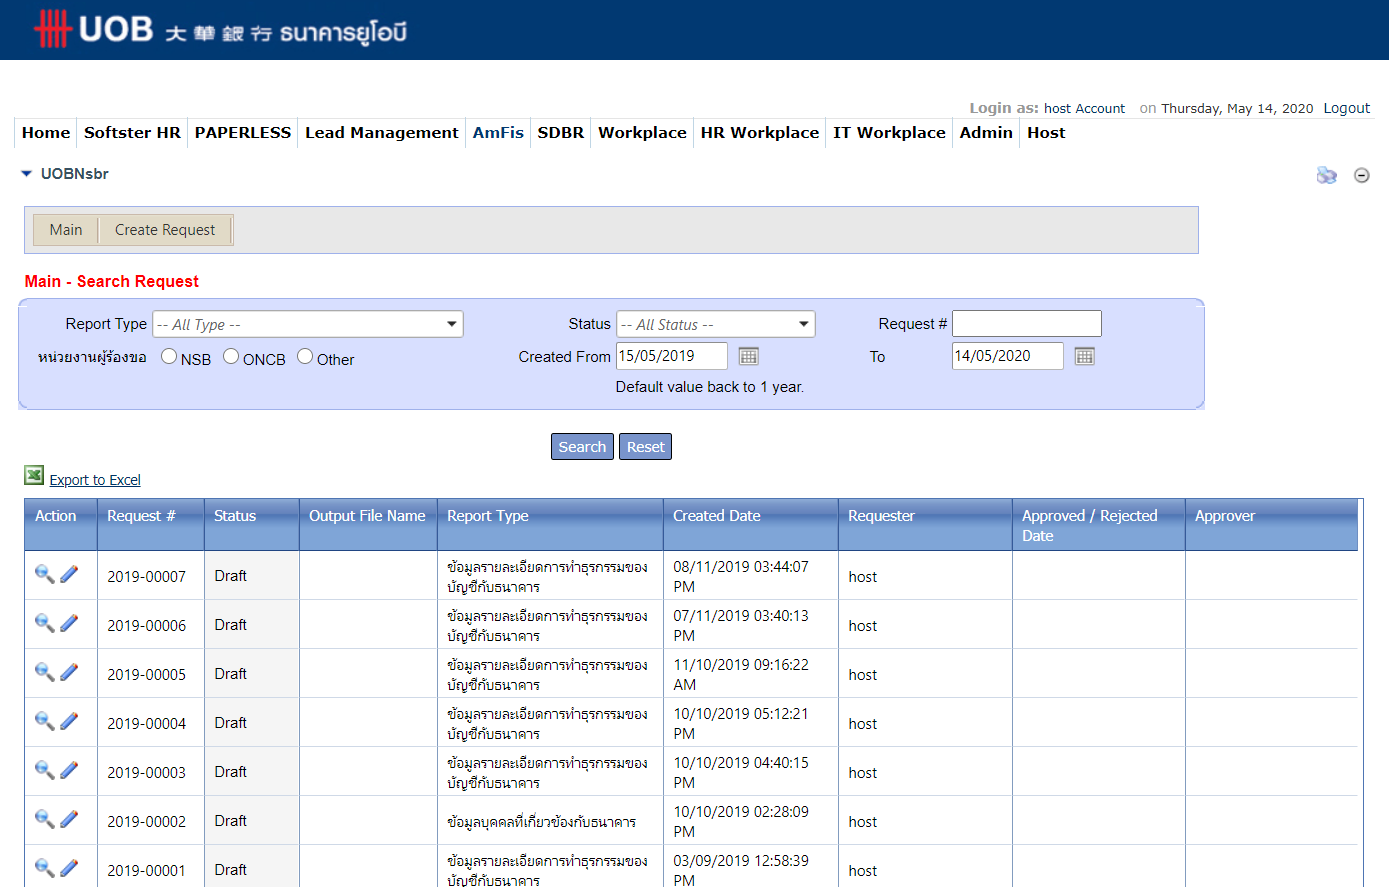 UOB 大華銀行 ธนาคารยูโอบี
Login as: host Account on Thursday, May 14, 2020 Logout
Home Softster HR PAPERLESS Lead Management AmFis SDBR Workplace HR Workplace IT Workplace Admin Host
UOBNsbr
Main Create Request
Main - Search Request
Report Type -- All Type -- Status -- All Status -- Request #
หน่วยงานผู้ร้องขอ NSB ONCB Other Created From 15/05/2019 To 14/05/2020
Default value back to 1 year.
Search Reset
Export to Excel
Action Request # Status Output File Name Report Type Created Date Requester Approved / Rejected Approver
Date
2019-00007 Draft ข้อมูลรายละเอียดการทำธุรกรรมของ 08/11/2019 03:44:07 host
บัญชีกับธนาคาร PM
2019-00006 Draft ข้อมูลรายละเอียดการทำธุรกรรมของ 07/11/2019 03:40:13 host
บัญชีกับธนาคาร PM
2019-00005 Draft ข้อมูลรายละเอียดการทำธุรกรรมของ 11/10/2019 09:16:22 host
บัญชีกับธนาคาร AM
2019-00004 Draft ข้อมูลรายละเอียดการทำธุรกรรมของ 10/10/2019 05:12:21 host
บัญชีกับธนาคาร PM
2019-00003 Draft ข้อมูลรายละเอียดการทำธุรกรรมของ 10/10/2019 04:40:15 host
บัญชีกับธนาคาร PM
2019-00002 Draft ข้อมูลบุคคลที่เกี่ยวข้องกับธนาคาร 10/10/2019 02:28:09 host
PM
2019-00001 Draft ข้อมูลรายละเอียดการทำธุรกรรมของ 03/09/2019 12:58:39 host
บัญชีกับธนาคาร PM